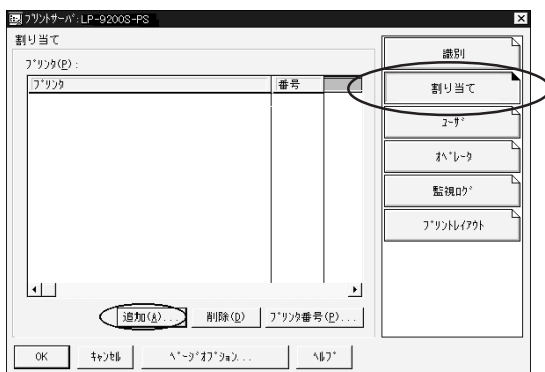 ﾌﾟﾘﾝﾄｻｰﾊﾞ:LP-9200S-PS
割り当て
ﾌﾟﾘﾝﾀ(P):
ﾌﾟﾘﾝﾀ 番号
追加(A)... 削除(D) ﾌﾟﾘﾝﾀ番号(P)...
識別
割り当て
ﾕｰｻﾞ
ｵﾍﾟﾚｰﾀ
監視ﾛｸﾞ
ﾌﾟﾘﾝﾄﾚｲｱｳﾄ
OK ｷｬﾝｾﾙ ﾍﾟｰｼﾞｵﾌﾟｼｮﾝ... ﾍﾙﾌﾟ